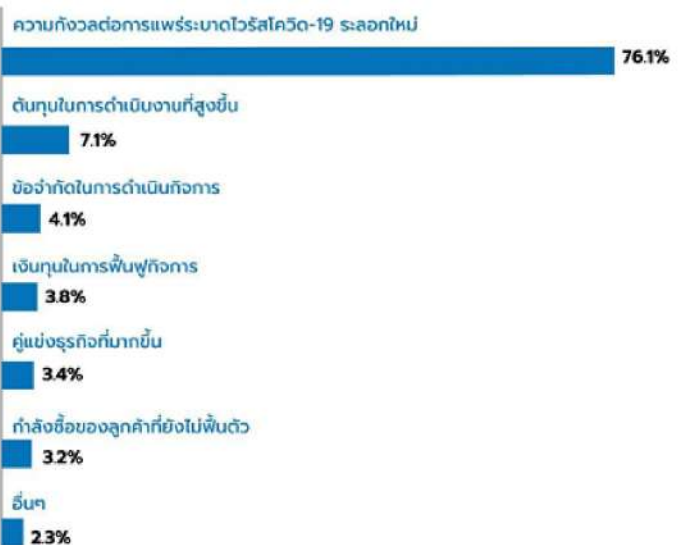 ความกังวลต่อการแพร่ระบาดไวรัสโควิด-19 ระลอกใหม่
76.1%
ต้นทุนในการดำเนินงานที่สูงขึ้น
7.1%
ข้อจำกัดในการดำเนินกิจการ
4.1%
เงินทุนในการฟื้นฟูกิจการ
3.8%
คู่แข่งธุรกิจที่มากขึ้น
3.4%
กำลังซื้อของลูกค้าที่ยังไม่ฟื้นตัว
3.2%
อื่นๆ
2.3%